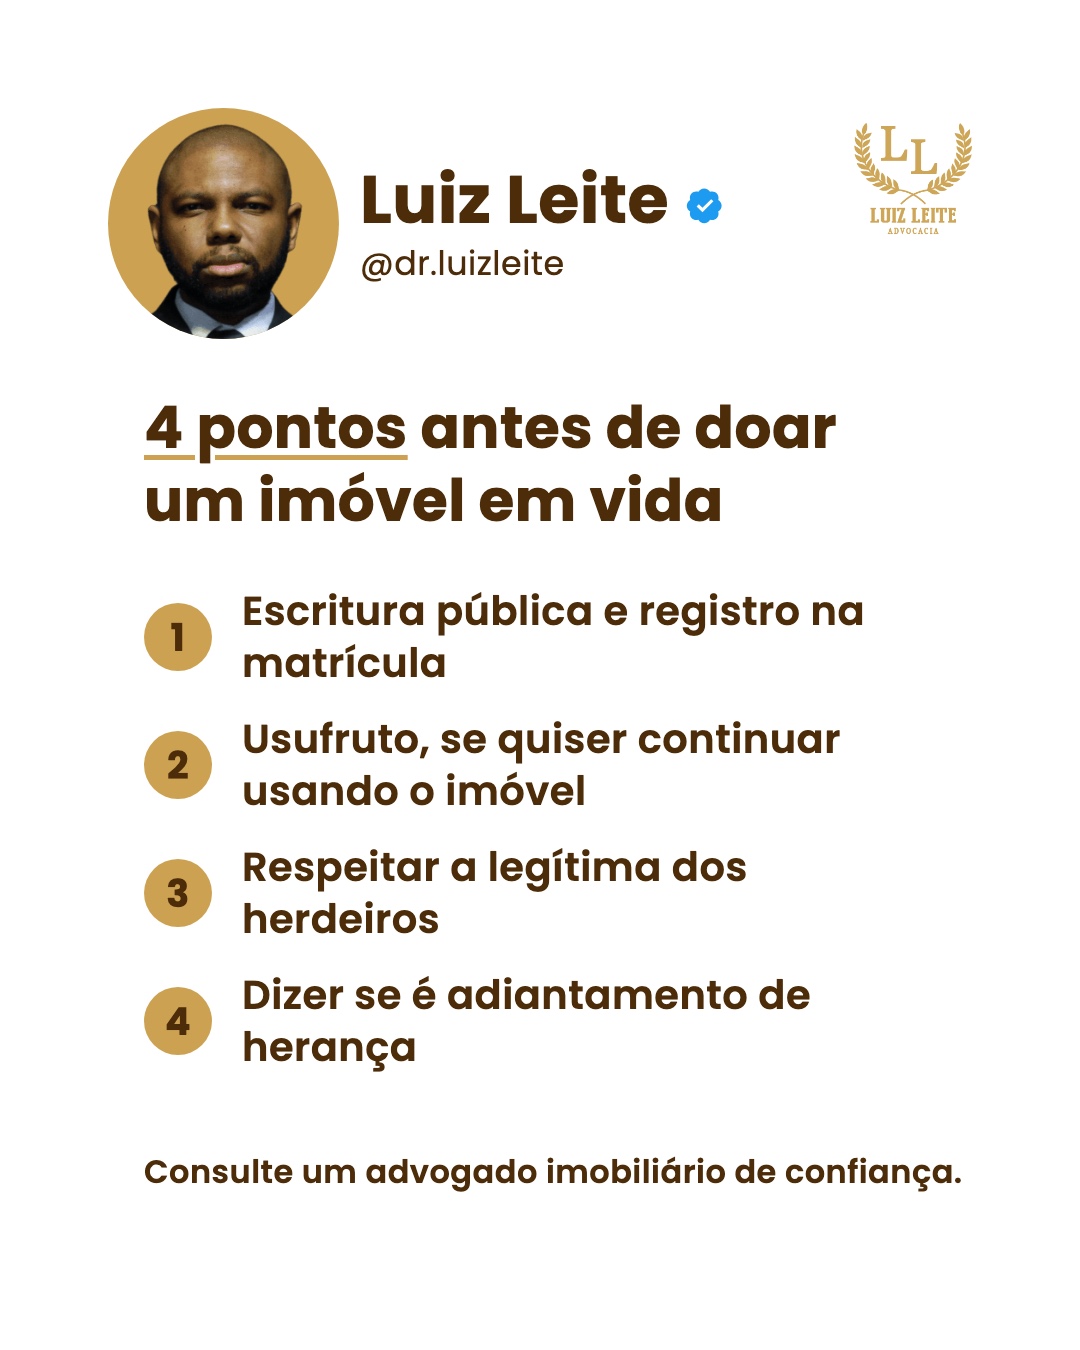 Luiz Leite
@dr.luizleite
LL
LUIZ LEITE
ADVOCACIA
4 pontos antes de doar
um imóvel em vida
1
Escritura pública e registro na
matrícula
2
Usufruto, se quiser continuar
usando o imóvel
3
Respeitar a legítima dos
herdeiros
4
Dizer se é adiantamento de
herança
Consulte um advogado imobiliário de confiança.